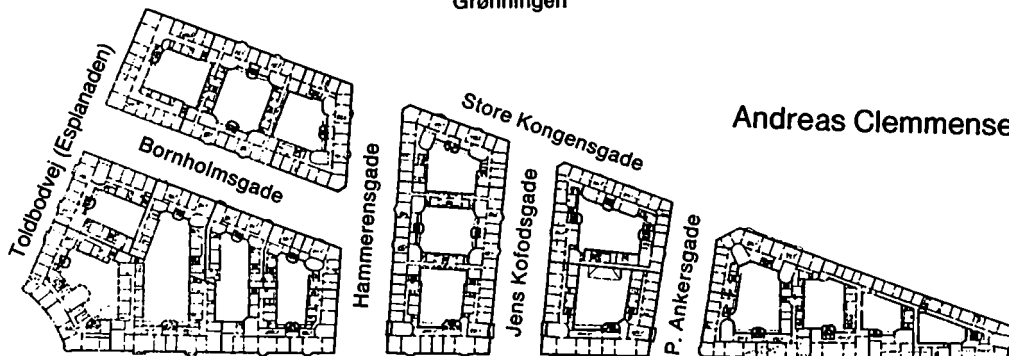 Grønningen
Store Kongensgade
Andreas Clemmense
Toldbodvej (Esplanaden)
Bornholmsgade
Hammerensgade
Jens Kofodsgade
P. Ankersgade